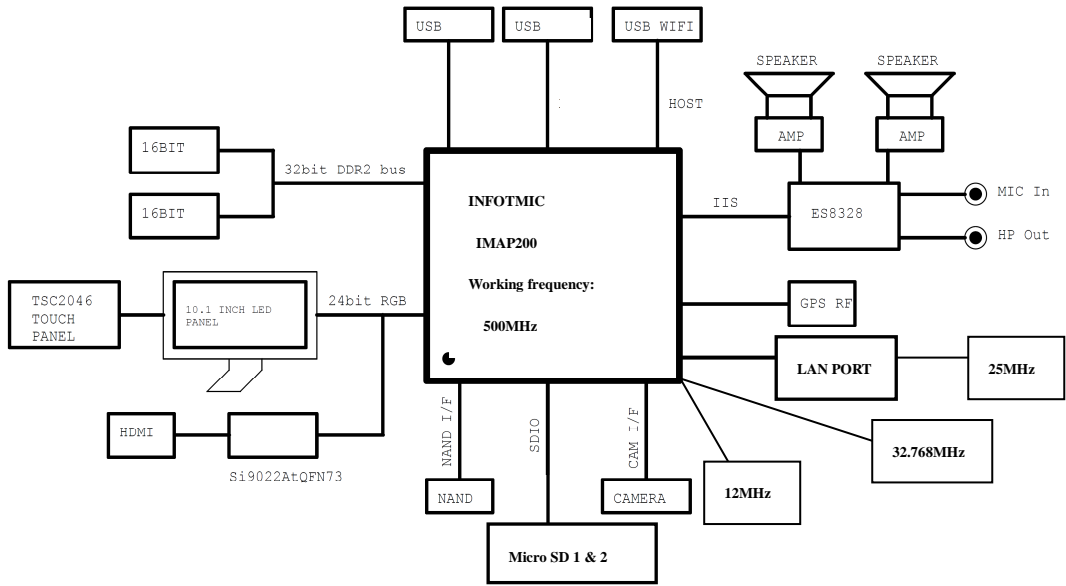 USB
USB
USB WIFI
HOST
SPEAKER
SPEAKER
AMP
AMP
16BIT
16BIT
32bit DDR2 bus
INFOTMIC
IMAP200
Working frequency:
500MHz
IIS
ES8328
MIC In
HP Out
TSC2046
TOUCH
PANEL
10.1 INCH LED
PANEL
24bit RGB
GPS RF
LAN PORT
25MHz
32.768MHz
12MHz
HDMI
Si9022AtQFN73
NAND I/F
SDIO
CAM I/F
NAND
CAMERA
Micro SD 1 & 2